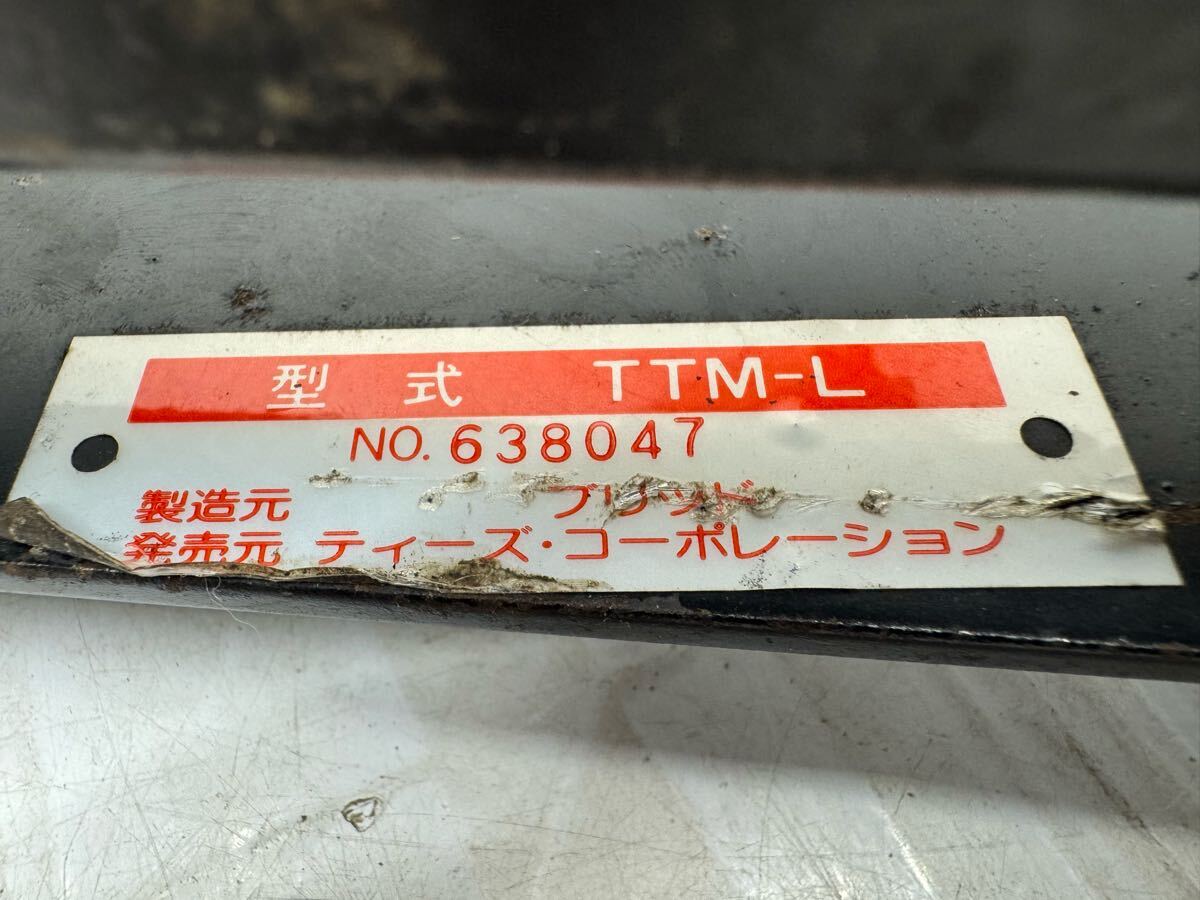 型式 TTM-L
NO. 638047
製造元 ブリッド
発売元 ティーズ・コーポレーション